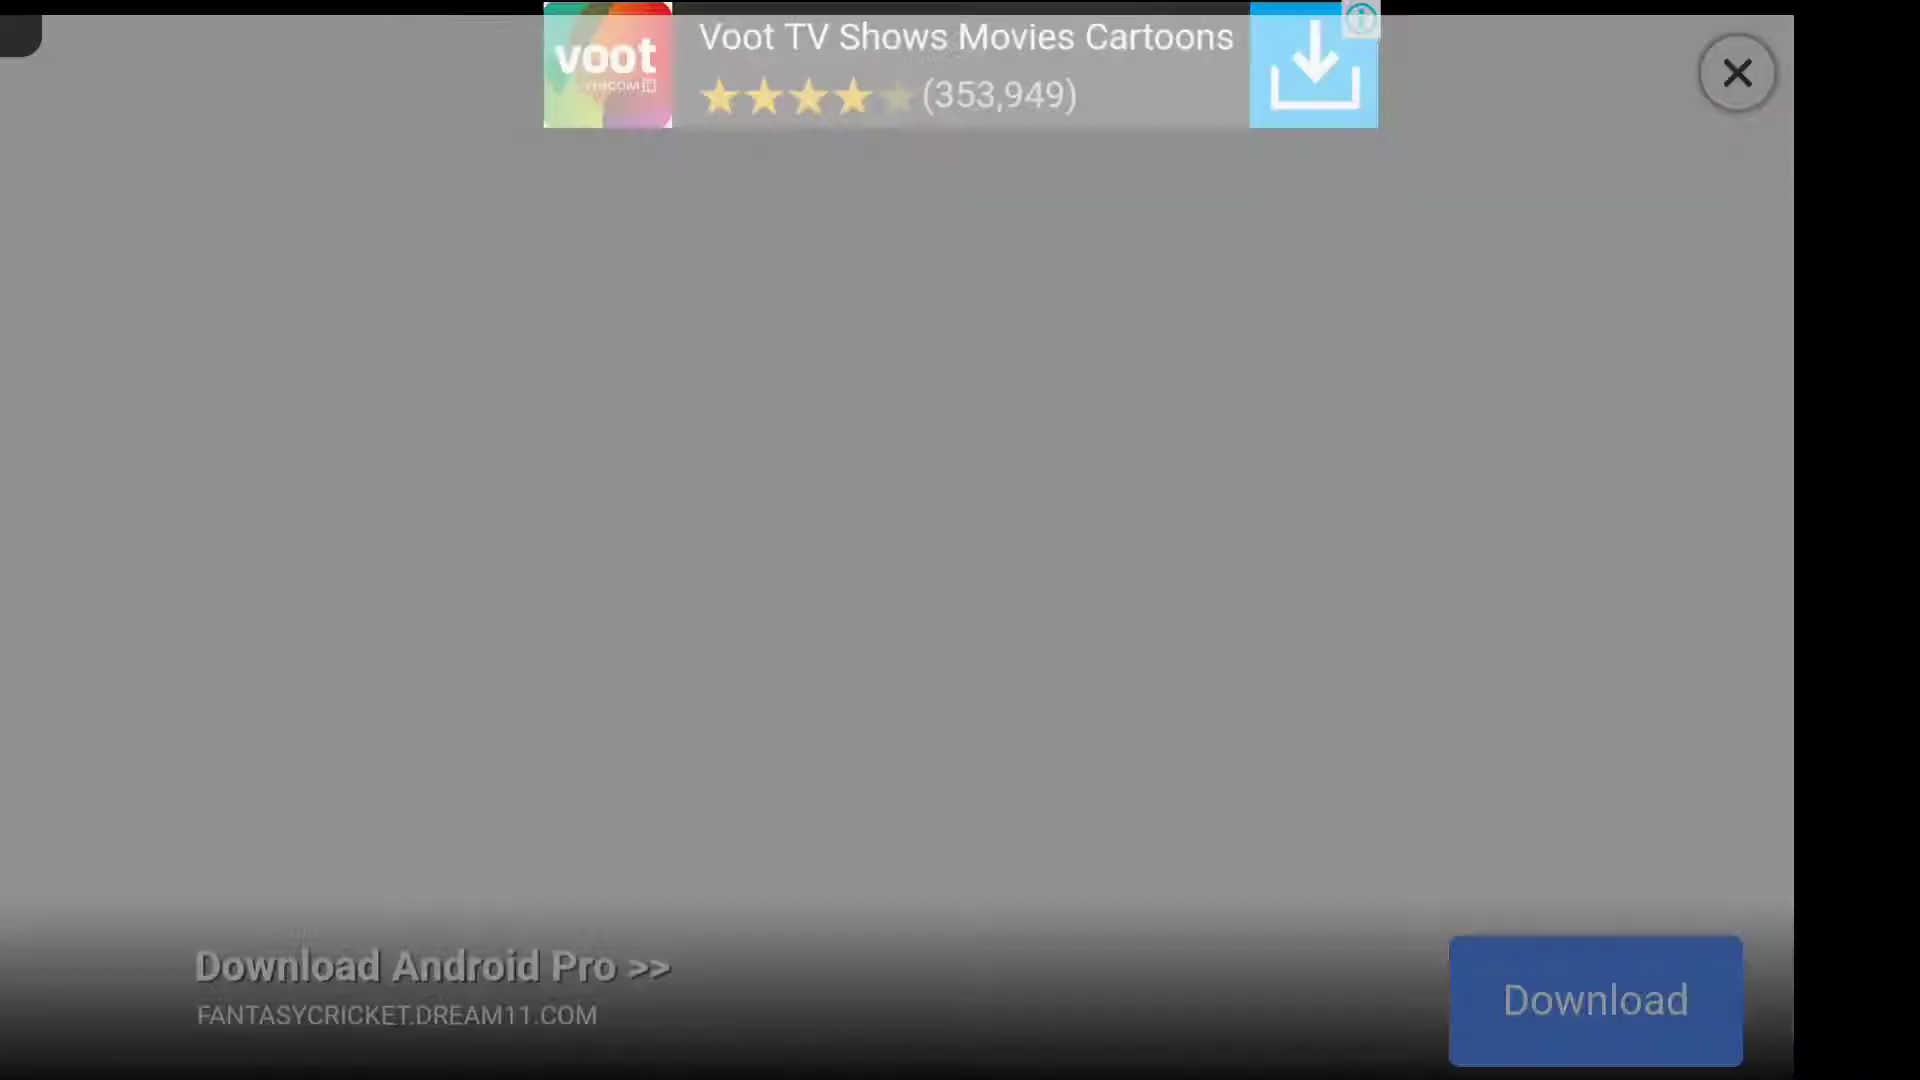 voot
Voot TV Shows Movies Cartoons
(353,949)
Download Android Pro >>
FANTASYCRICKET.DREAM11.COM
Download